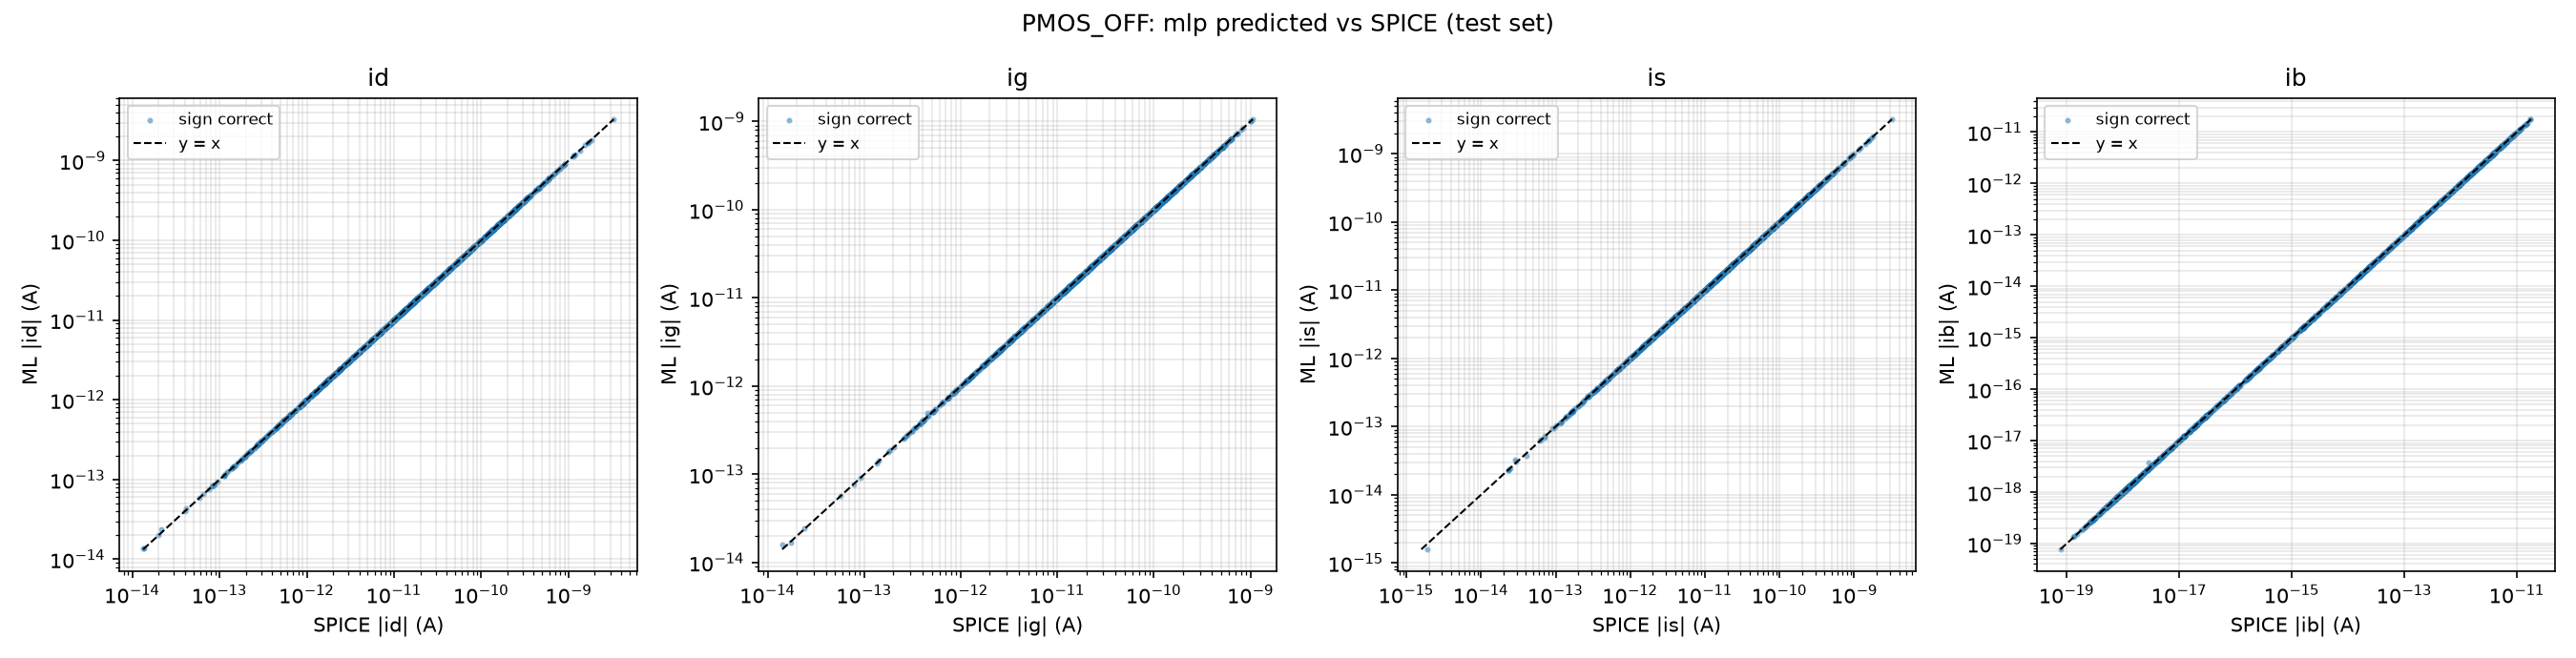 PMOS_OFF: mlp predicted vs SPICE (test set)
id
sign correct
y = x
10⁻⁹
10⁻¹⁰
10⁻¹¹
10⁻¹²
10⁻¹³
10⁻¹⁴
ML |id| (A)
10⁻¹⁴ 10⁻¹³ 10⁻¹² 10⁻¹¹ 10⁻¹⁰ 10⁻⁹
SPICE |id| (A)
ig
sign correct
y = x
10⁻⁹
10⁻¹⁰
10⁻¹¹
10⁻¹²
10⁻¹³
10⁻¹⁴
ML |ig| (A)
10⁻¹⁴ 10⁻¹³ 10⁻¹² 10⁻¹¹ 10⁻¹⁰ 10⁻⁹
SPICE |ig| (A)
is
sign correct
y = x
10⁻⁹
10⁻¹⁰
10⁻¹¹
10⁻¹²
10⁻¹³
10⁻¹⁴
10⁻¹⁵
ML |is| (A)
10⁻¹⁵ 10⁻¹⁴ 10⁻¹³ 10⁻¹² 10⁻¹¹ 10⁻¹⁰ 10⁻⁹
SPICE |is| (A)
ib
sign correct
y = x
10⁻¹¹
10⁻¹²
10⁻¹³
10⁻¹⁴
10⁻¹⁵
10⁻¹⁶
10⁻¹⁷
10⁻¹⁸
10⁻¹⁹
ML |ib| (A)
10⁻¹⁹ 10⁻¹⁷ 10⁻¹⁵ 10⁻¹³ 10⁻¹¹
SPICE |ib| (A)